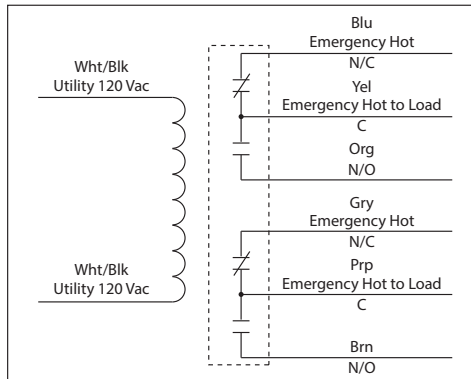 Wht/Blk
Utility 120 Vac
Wht/Blk
Utility 120 Vac
Blu
Emergency Hot
N/C
Yel
Emergency Hot to Load
C
Org
N/O
Gry
Emergency Hot
N/C
Prp
Emergency Hot to Load
C
Brn
N/O